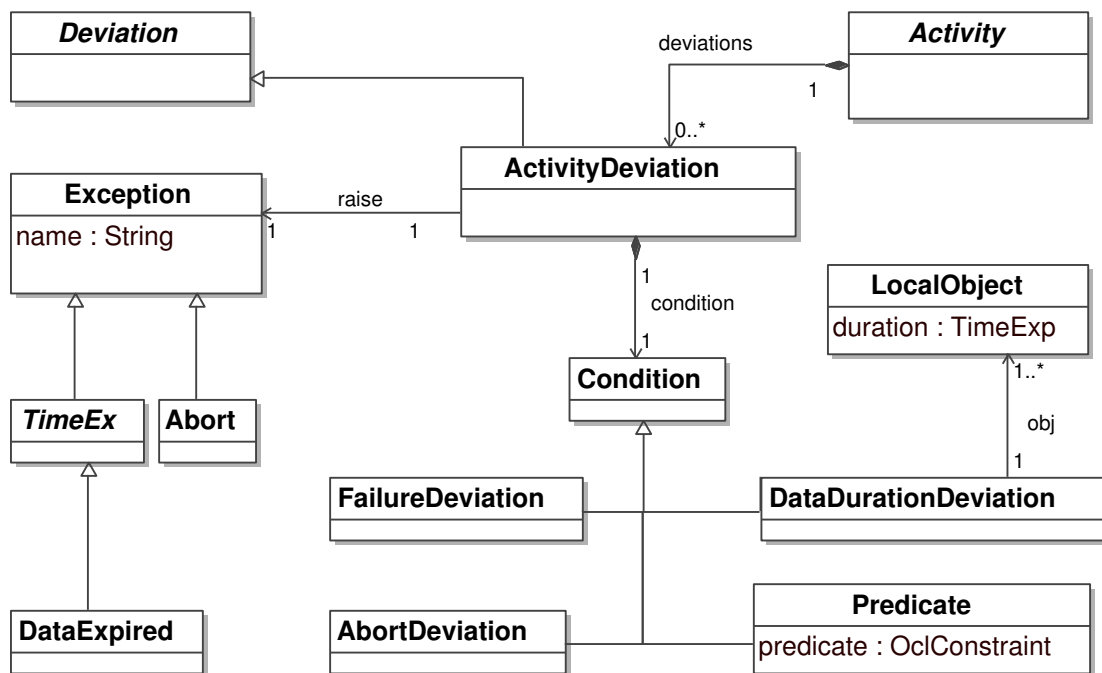 Deviation
Activity
deviations
1
0..*
ActivityDeviation
Exception
name : String
raise
1
1
1
condition
1
LocalObject
duration : TimeExp
1..*
obj
1
Condition
TimeEx
Abort
FailureDeviation
DataDurationDeviation
DataExpired
AbortDeviation
Predicate
predicate : OclConstraint